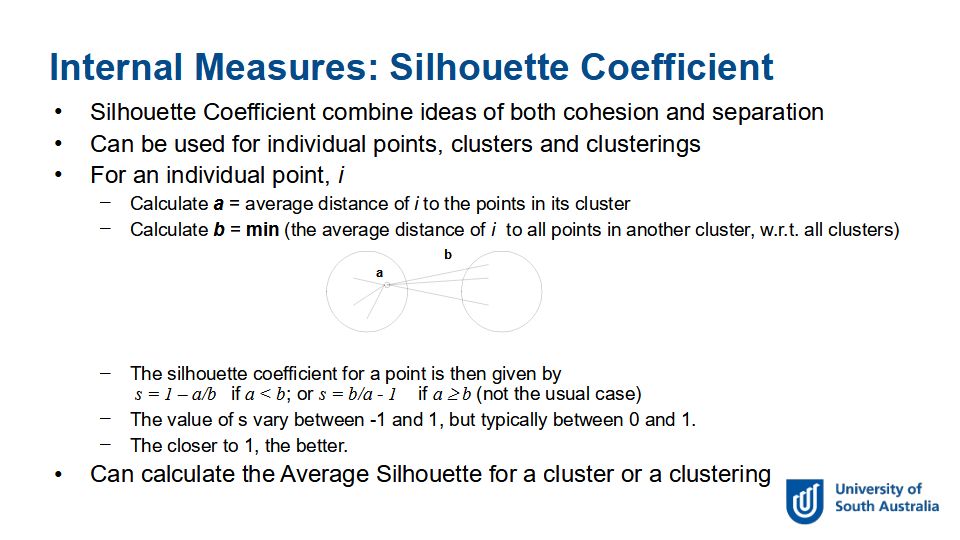 Internal Measures: Silhouette Coefficient
• Silhouette Coefficient combine ideas of both cohesion and separation
• Can be used for individual points, clusters and clusterings
• For an individual point, i
– Calculate a = average distance of i to the points in its cluster
– Calculate b = min (the average distance of i to all points in another cluster, w.r.t. all clusters)
b
a
– The silhouette coefficient for a point is then given by
s = 1 – a/b if a < b; or s = b/a - 1 if a ≥ b (not the usual case)
– The value of s vary between -1 and 1, but typically between 0 and 1.
– The closer to 1, the better.
• Can calculate the Average Silhouette for a cluster or a clustering
University of
South Australia